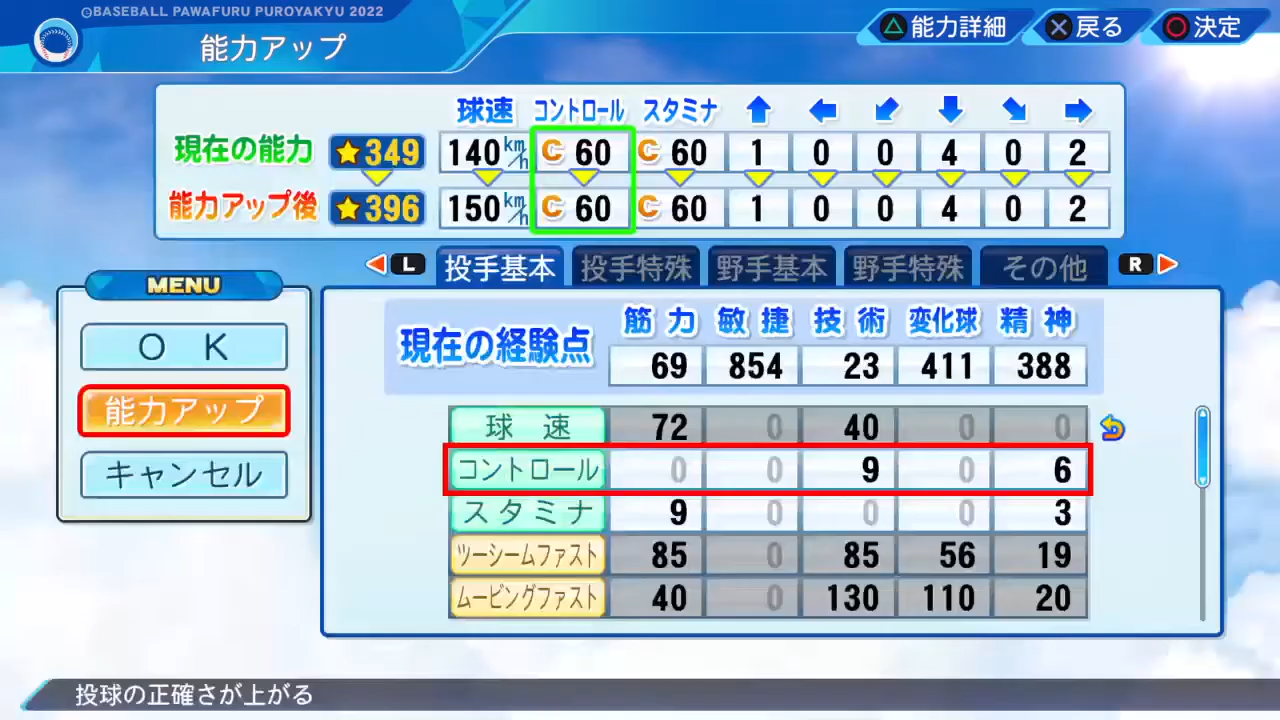 ©BASEBALL PAWAFURU PUROYAKYU 2022
能力アップ
能力詳細 戻る 決定
球速 コントロール スタミナ
現在の能力 349 140km/h C 60 C 60 1 0 0 4 0 2
能力アップ後 396 150km/h C 60 C 60 1 0 0 4 0 2
L 投手基本 投手特殊 野手基本 野手特殊 その他 R
MENU
OK
能力アップ
キャンセル
筋力 敏捷 技術 変化球 精神
現在の経験点 69 854 23 411 388
球速 72 0 40 0 0
コントロール 0 0 9 0 6
スタミナ 9 0 0 0 3
ツーシームファスト 85 0 85 56 19
ムービングファスト 40 0 130 110 20
投球の正確さが上がる